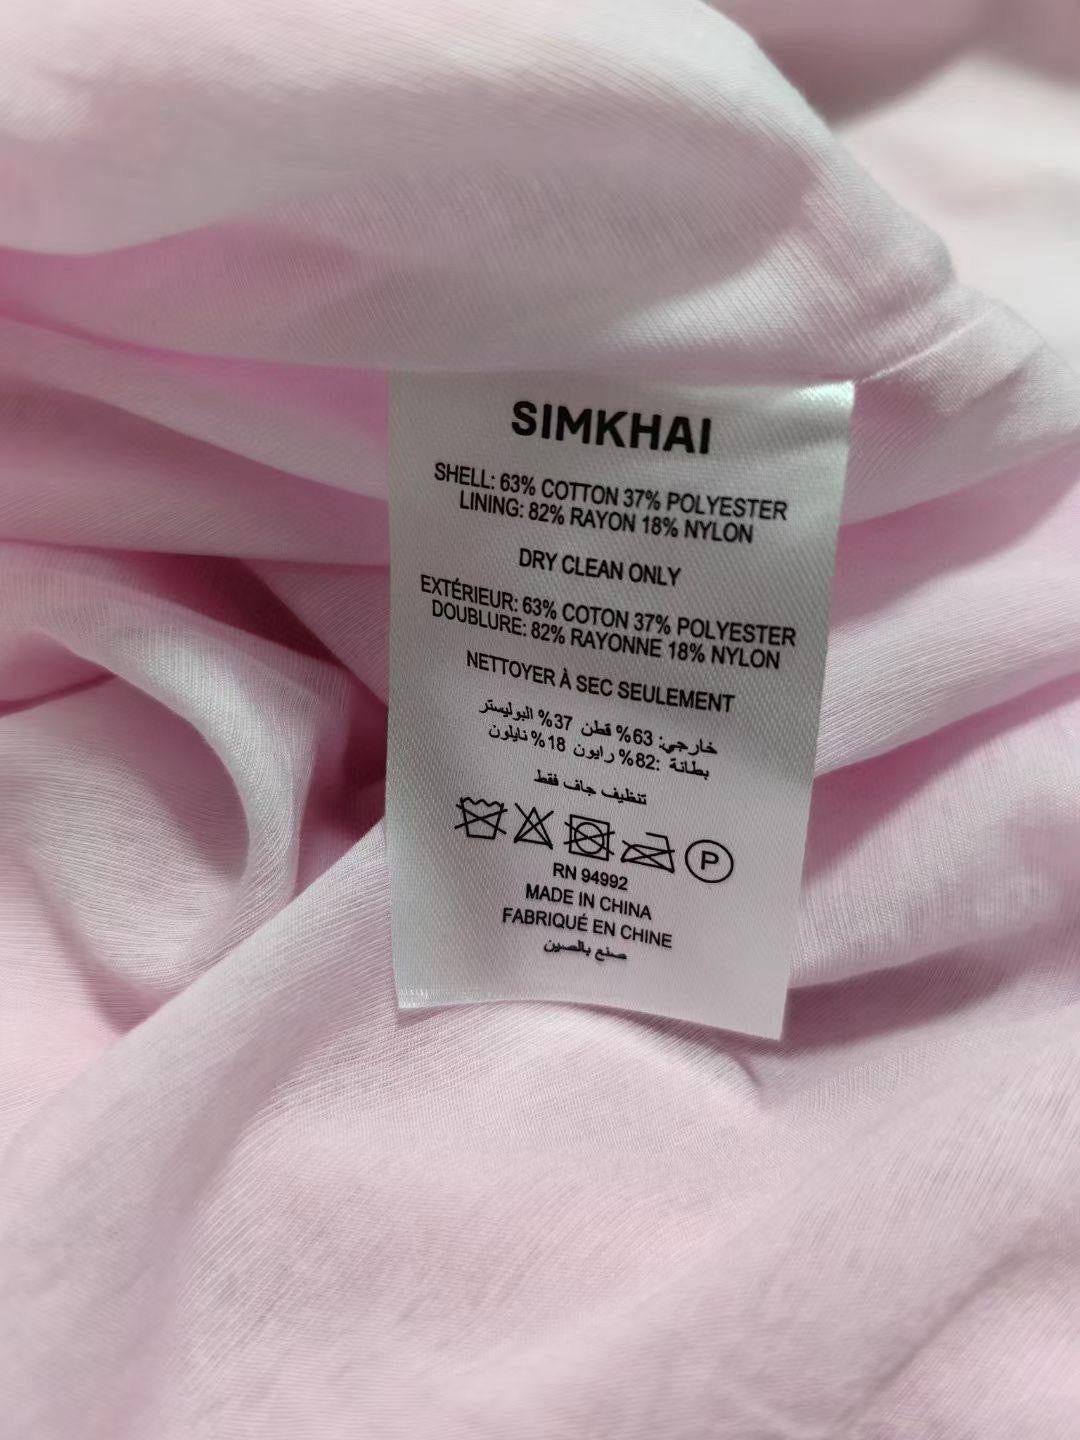 SIMKHAI
SHELL: 63% COTTON 37% POLYESTER
LINING: 82% RAYON 18% NYLON
DRY CLEAN ONLY
EXTÉRIEUR: 63% COTON 37% POLYESTER
DOUBLURE: 82% RAYONNE 18% NYLON
NETTOYER À SEC SEULEMENT
خارجي: 63% قطن 37% البوليستر
بطانة :82% رايون 18% نايلون
تنظيف جاف فقط
P
RN 94992
MADE IN CHINA
FABRIQUÉ EN CHINE
صنع بالصين